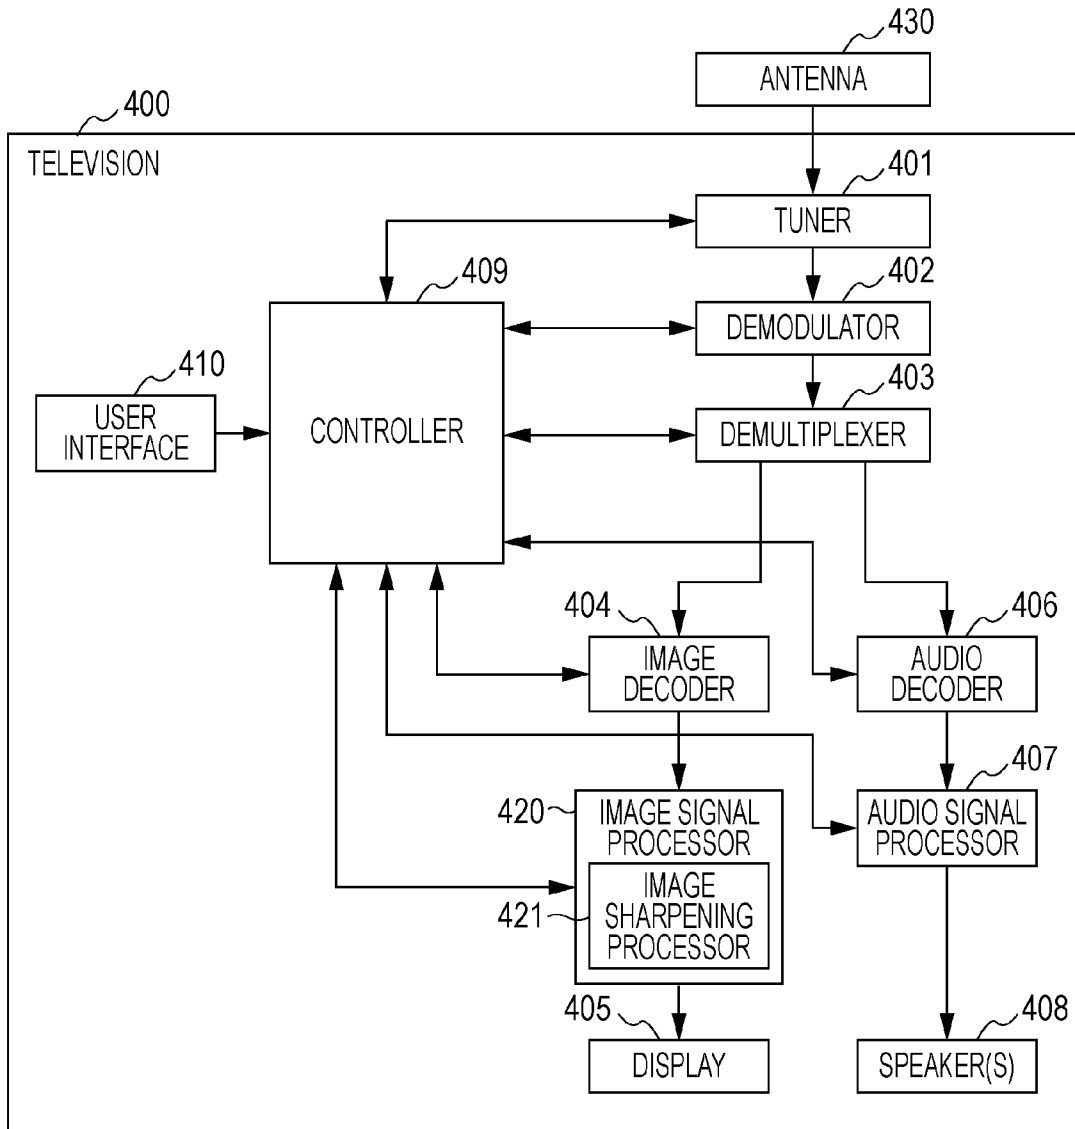 430
ANTENNA
400
TELEVISION
401
TUNER
409
402
DEMODULATOR
410
USER
INTERFACE
CONTROLLER
403
DEMULTIPLEXER
404
IMAGE
DECODER
406
AUDIO
DECODER
420
IMAGE SIGNAL
PROCESSOR
421
IMAGE
SHARPENING
PROCESSOR
407
AUDIO SIGNAL
PROCESSOR
405
DISPLAY
408
SPEAKER(S)